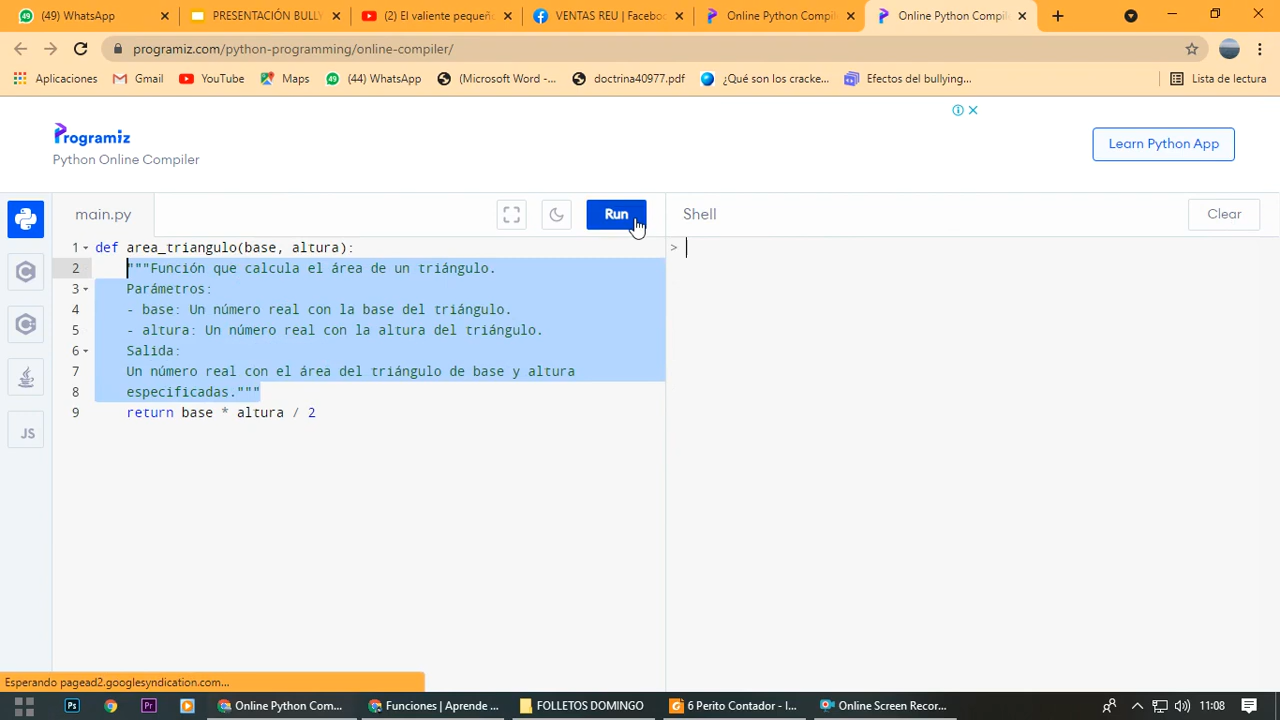 (49) WhatsApp
PRESENTACIÓN BULLY
(2) El valiente pequeñ
VENTAS REU | Facebo
Online Python Compil
Online Python Compile
programiz.com/python-programming/online-compiler/
Aplicaciones
Gmail
YouTube
Maps
(44) WhatsApp
(Microsoft Word -...
doctrina40977.pdf
¿Qué son los cracke...
Efectos del bullying...
Lista de lectura
Programiz
Python Online Compiler
Learn Python App
main.py
Run
Shell
Clear
1 def area_triangulo(base, altura):
2 """Función que calcula el área de un triángulo.
3 Parámetros:
4 - base: Un número real con la base del triángulo.
5 - altura: Un número real con la altura del triángulo.
6 Salida:
7 Un número real con el área del triángulo de base y altura
8 especificadas."""
9 return base * altura / 2
>
JS
Esperando pagead2.googlesyndication.com...
Ps
Pr
Online Python Com...
Funciones | Aprende ...
FOLLETOS DOMINGO
6 Perito Contador - I...
Online Screen Recor...
11:08